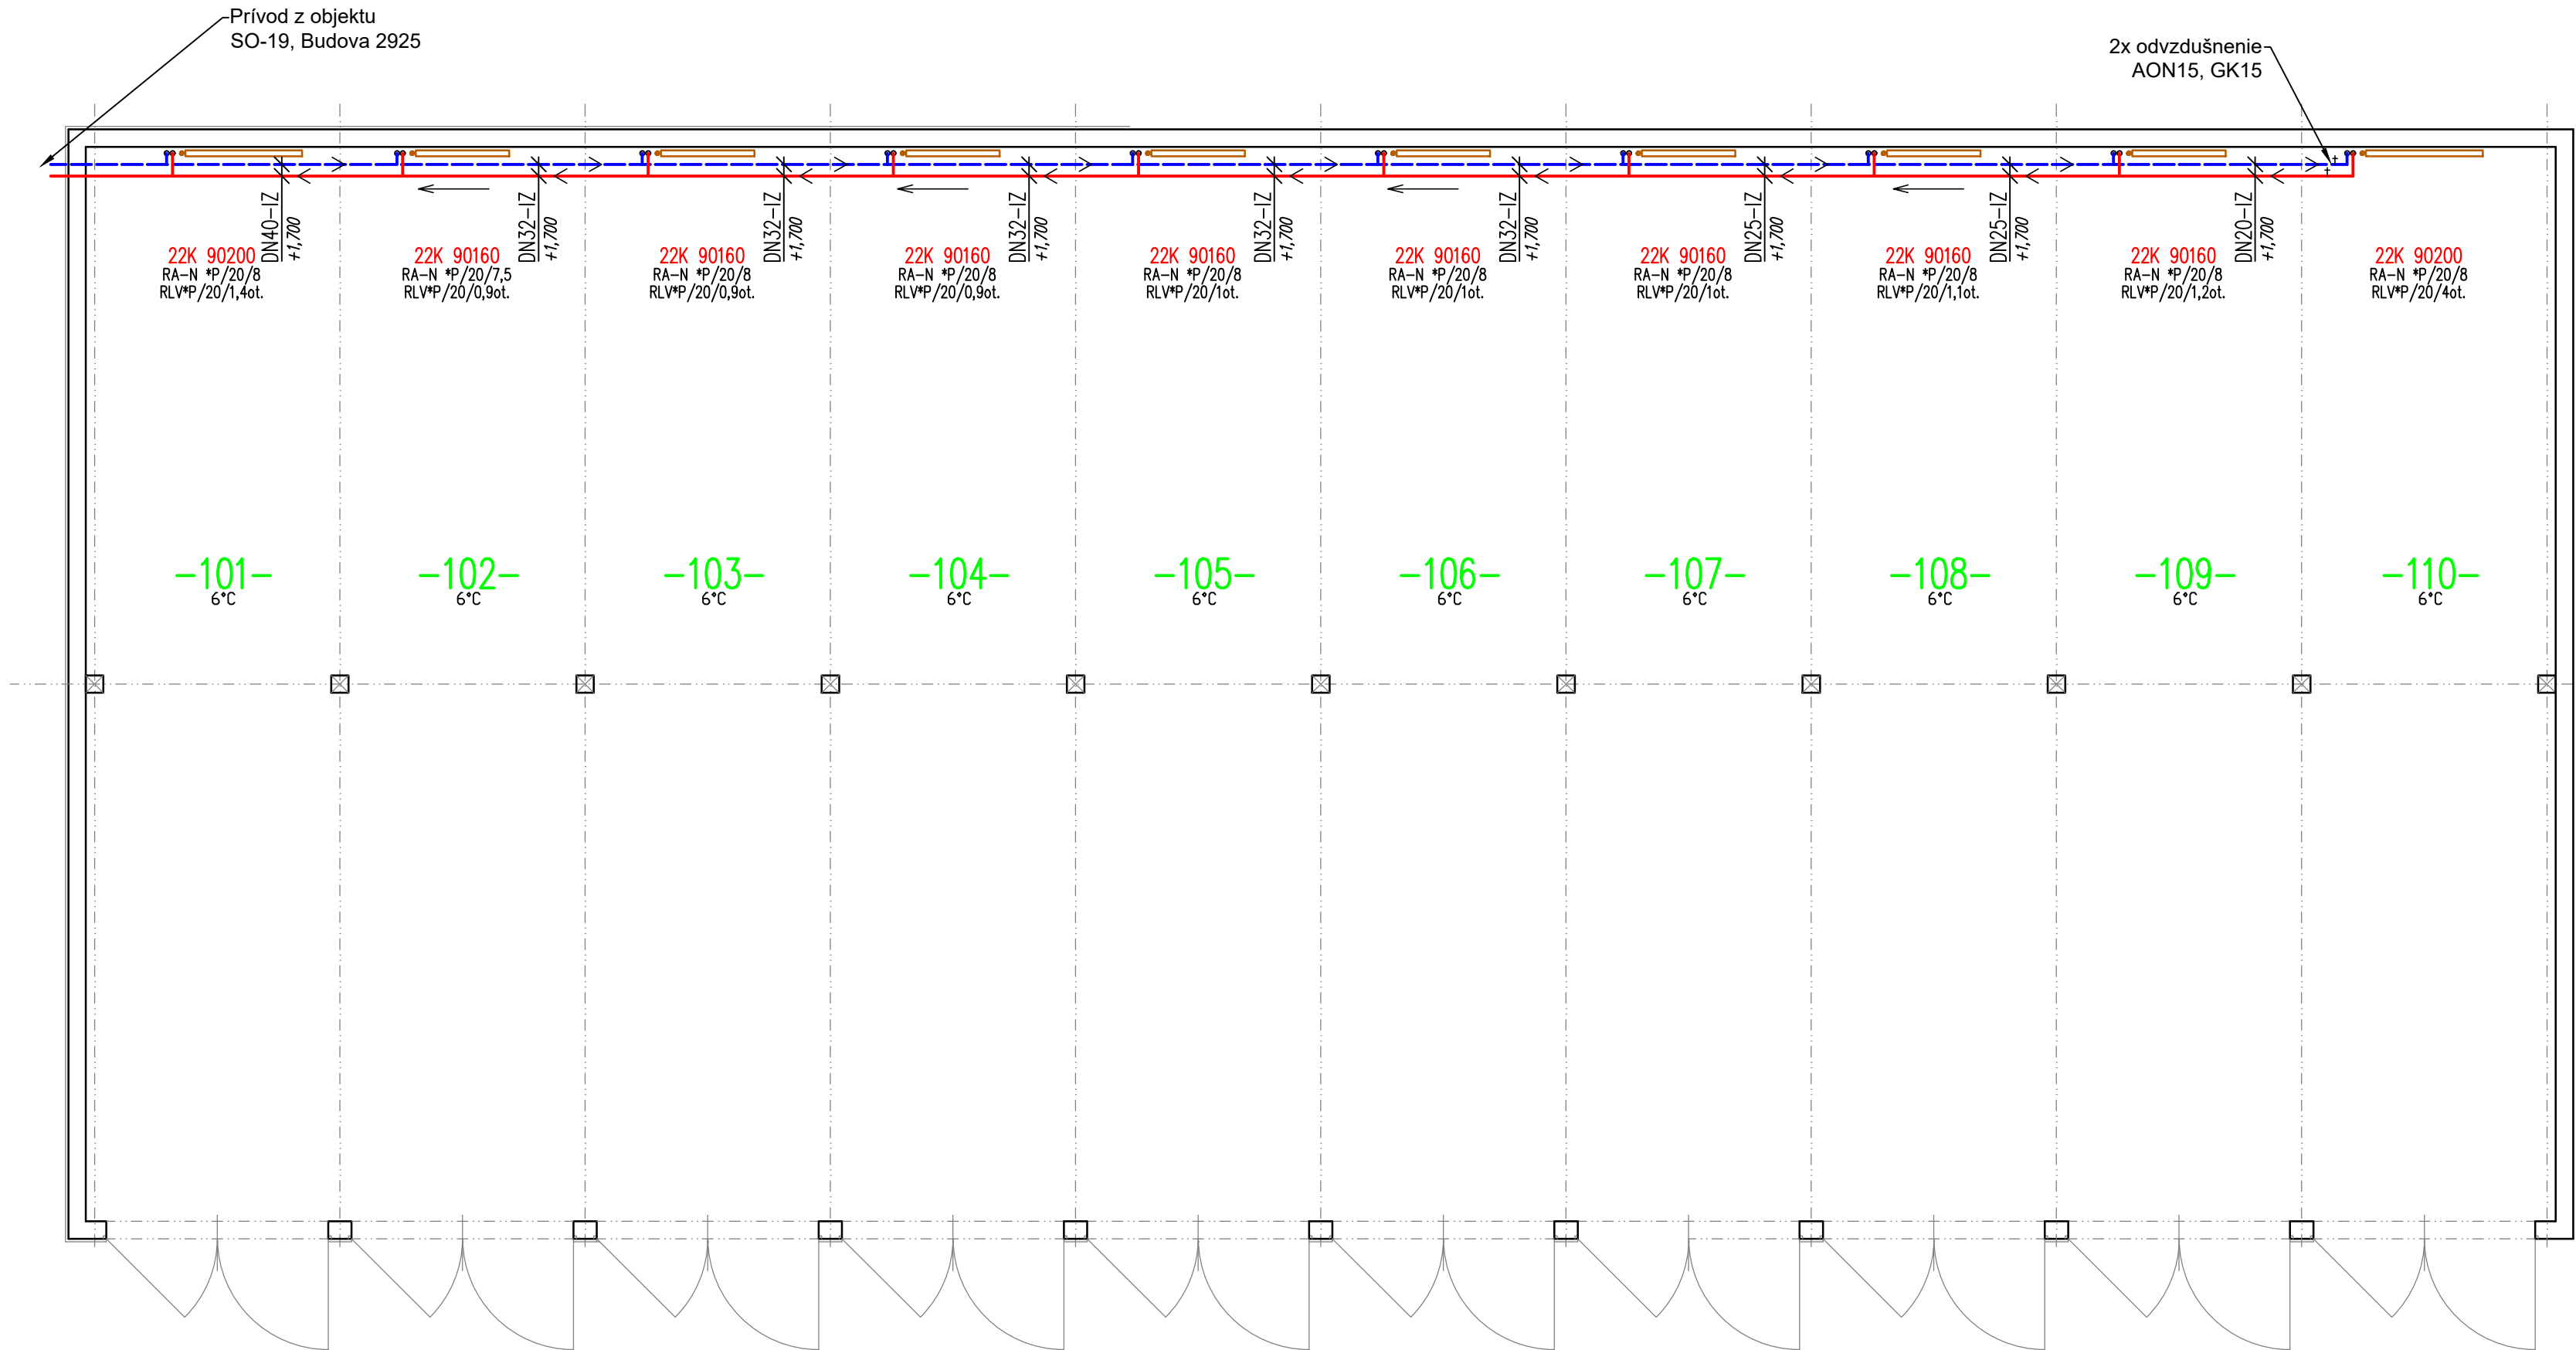 Prívod z objektu
SO-19, Budova 2925
2x odvzdušnenie
AON15, GK15
22K 90200
RA-N *P/20/8
RLV*P/20/1,4ot.
DN40-IZ
+1,700
22K 90160
RA-N *P/20/7,5
RLV*P/20/0,9ot.
DN32-IZ
+1,700
22K 90160
RA-N *P/20/8
RLV*P/20/0,9ot.
DN32-IZ
+1,700
22K 90160
RA-N *P/20/8
RLV*P/20/0,9ot.
DN32-IZ
+1,700
22K 90160
RA-N *P/20/8
RLV*P/20/1ot.
DN32-IZ
+1,700
22K 90160
RA-N *P/20/8
RLV*P/20/1ot.
DN32-IZ
+1,700
22K 90160
RA-N *P/20/8
RLV*P/20/1ot.
DN25-IZ
+1,700
22K 90160
RA-N *P/20/8
RLV*P/20/1,1ot.
DN25-IZ
+1,700
22K 90160
RA-N *P/20/8
RLV*P/20/1,2ot.
DN20-IZ
+1,700
22K 90200
RA-N *P/20/8
RLV*P/20/4ot.
-101-
6°C
-102-
6°C
-103-
6°C
-104-
6°C
-105-
6°C
-106-
6°C
-107-
6°C
-108-
6°C
-109-
6°C
-110-
6°C